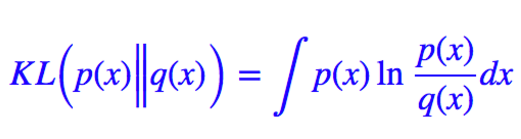 KL(p(x)‖q(x)) = ∫ p(x) ln p(x)/q(x) dx